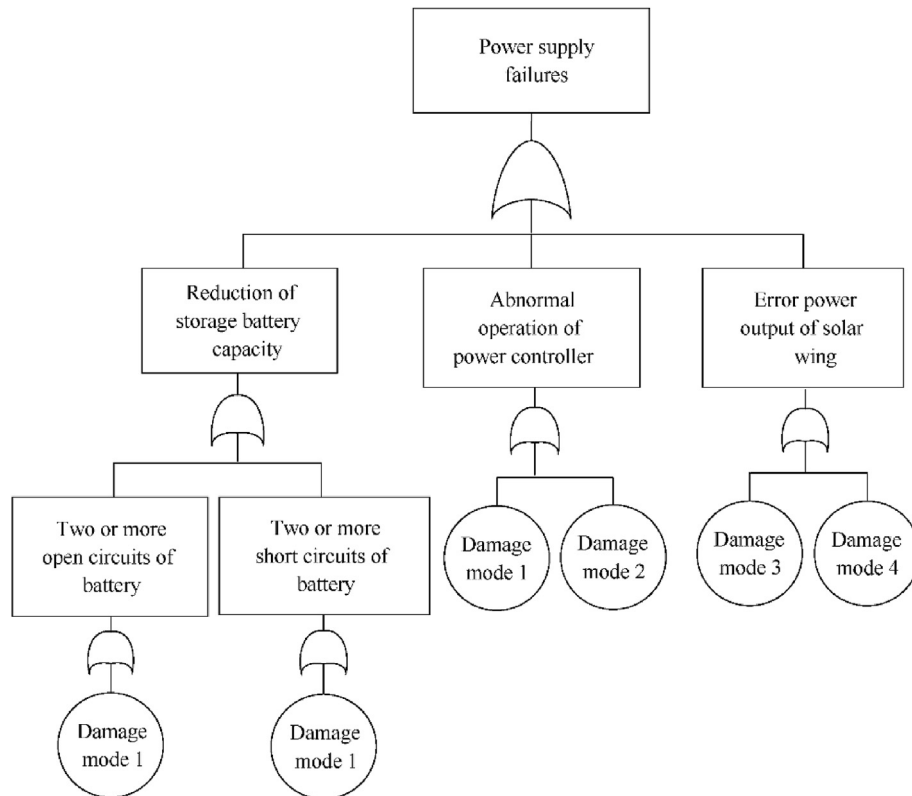 Power supply
failures
Reduction of
storage battery
capacity
Abnormal
operation of
power controller
Error power
output of solar
wing
Two or more
open circuits of
battery
Two or more
short circuits of
battery
Damage
mode 1
Damage
mode 2
Damage
mode 3
Damage
mode 4
Damage
mode 1
Damage
mode 1